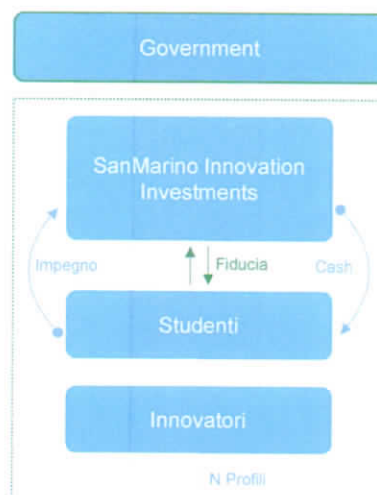 Government
SanMarino Innovation
Investments
Impegno
Fiducia
Cash
Studenti
Innovatori
N Profili